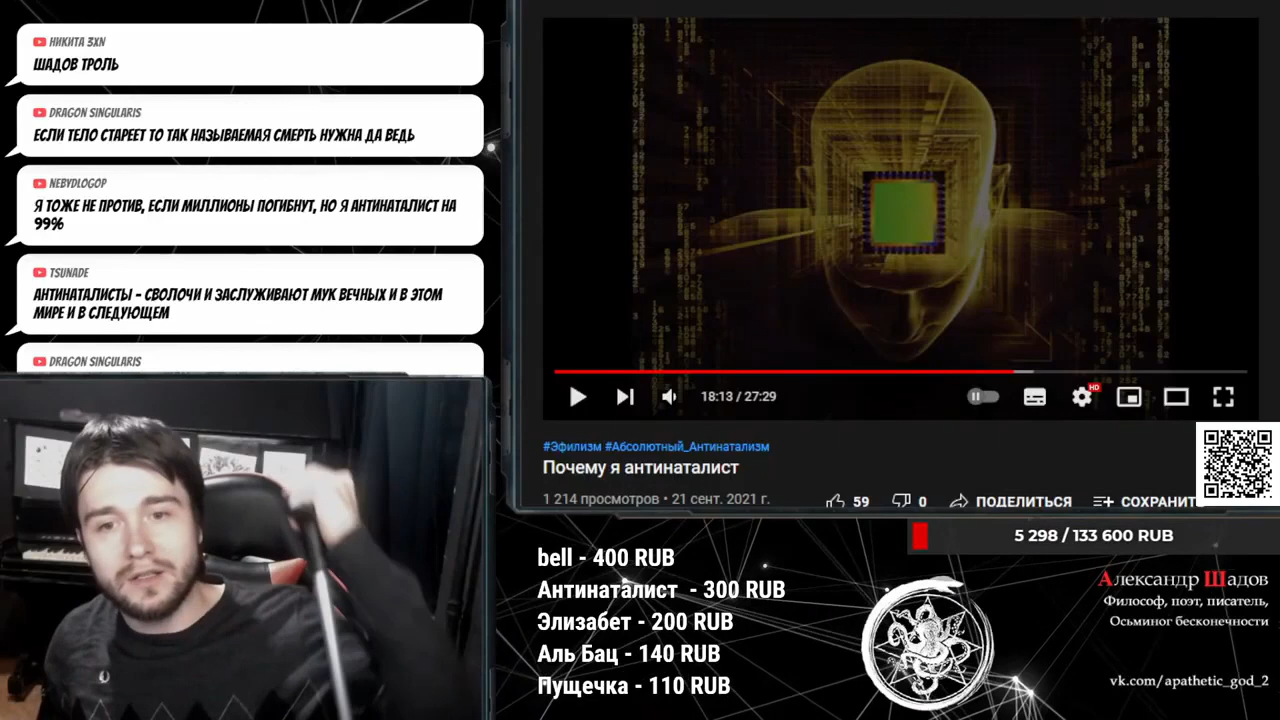 НИКИТА 3XN
ШАДОВ ТРОЛЬ
DRAGON SINGULARIS
ЕСЛИ ТЕЛО СТАРЕЕТ ТО ТАК НАЗЫВАЕМАЯ СМЕРТЬ НУЖНА ДА ВЕДЬ
NEBYDLOGOP
Я ТОЖЕ НЕ ПРОТИВ, ЕСЛИ МИЛЛИОНЫ ПОГИБНУТ, НО Я АНТИНАТАЛИСТ НА
99%
TSUNADE
АНТИНАТАЛИСТЫ - СВОЛОЧИ И ЗАСЛУЖИВАЮТ МУК ВЕЧНЫХ И В ЭТОМ
МИРЕ И В СЛЕДУЮЩЕМ
DRAGON SINGULARIS
18:13 / 27:29
HD
#Эфилизм #Абсолютный_Антинатализм
Почему я антинаталист
1 214 просмотров • 21 сент. 2021 г.
59
0
ПОДЕЛИТЬСЯ
СОХРАНИТЬ
5 298 / 133 600 RUB
bell - 400 RUB
Антинаталист - 300 RUB
Элизабет - 200 RUB
Аль Бац - 140 RUB
Пущечка - 110 RUB
Александр Шадов
Философ, поэт, писатель,
Осьминог бесконечности
vk.com/apathetic_god_2